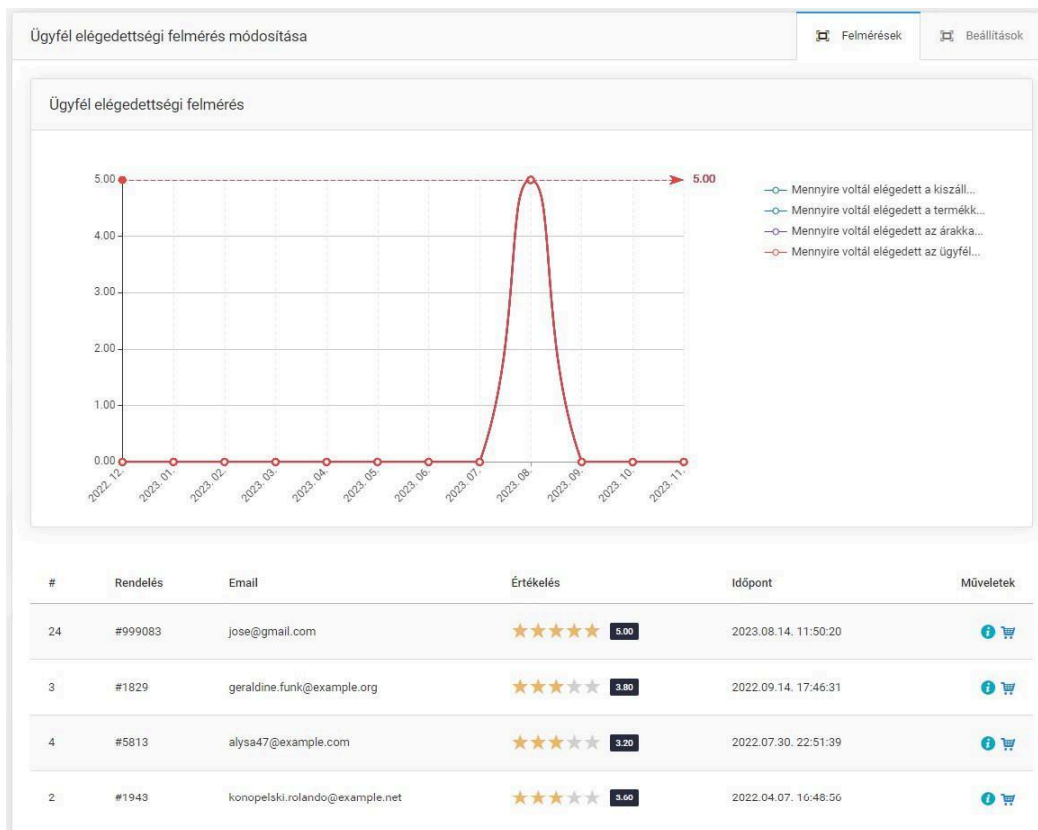 Ügyfél elégedettségi felmérés módosítása
Felmérések
Beállítások
Ügyfél elégedettségi felmérés
5.00
4.00
3.00
2.00
1.00
0.00
5.00
2022. 12.
2023. 01.
2023. 02.
2023. 03.
2023. 04.
2023. 05.
2023. 06.
2023. 07.
2023. 08.
2023. 09.
2023. 10.
2023. 11.
Mennyire voltál elégedett a kiszáll...
Mennyire voltál elégedett a termékk...
Mennyire voltál elégedett az árakka...
Mennyire voltál elégedett az ügyfél...
# Rendelés Email Értékelés Időpont Műveletek
24 #999083 jose@gmail.com 5.00 2023.08.14. 11:50:20
3 #1829 geraldine.funk@example.org 3.80 2022.09.14. 17:46:31
4 #5813 alysa47@example.com 3.20 2022.07.30. 22:51:39
2 #1943 konopelski.rolando@example.net 3.60 2022.04.07. 16:48:56